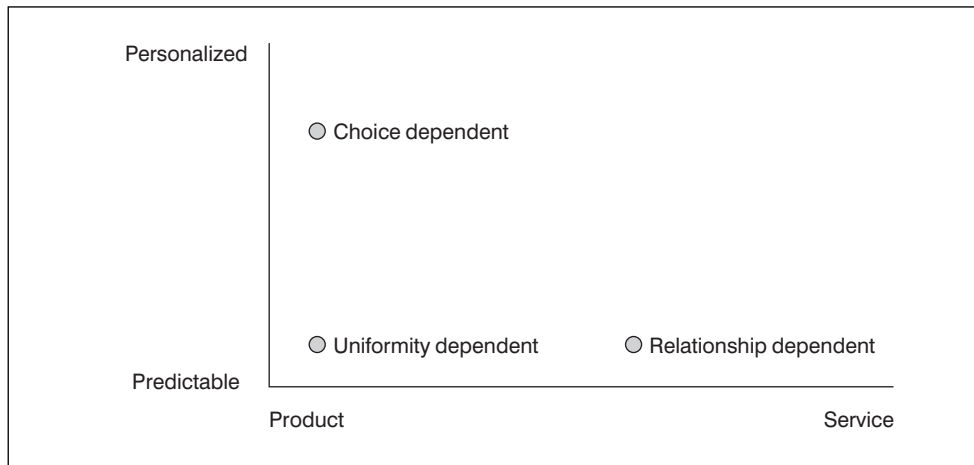 Personalized
Choice dependent
Uniformity dependent
Relationship dependent
Predictable
Product
Service